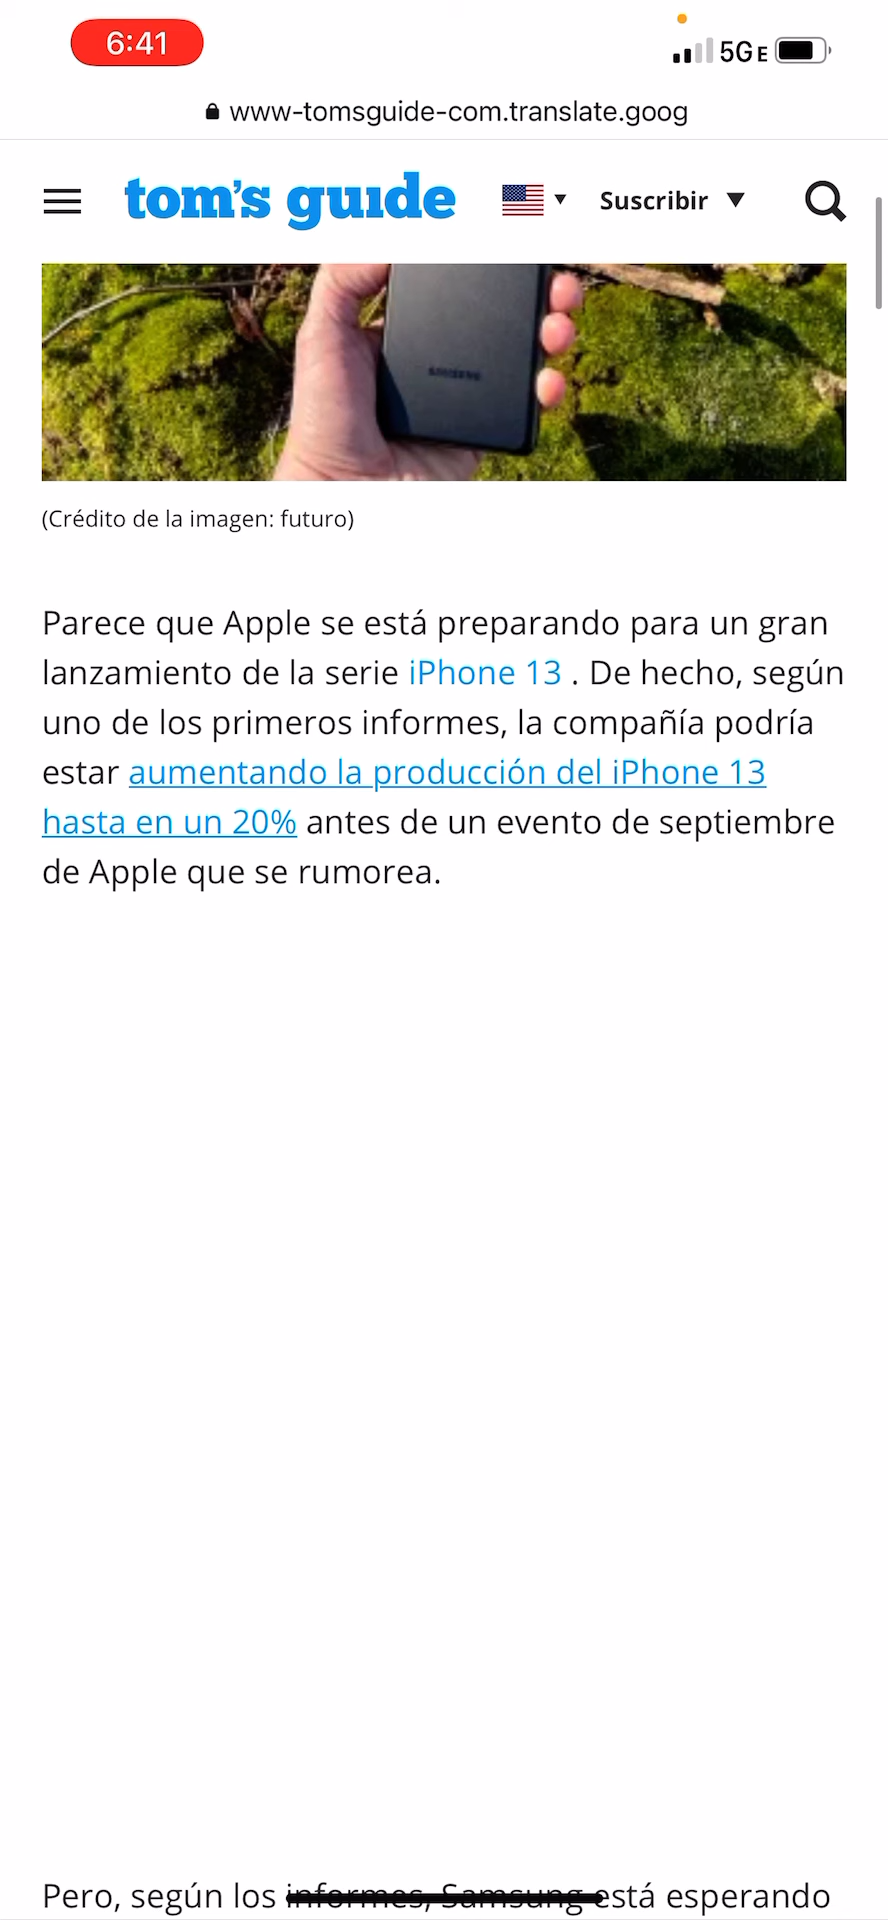 6:41
5GE
www-tomsguide-com.translate.goog
tom's guide
Suscribir
SAMSUNG
(Crédito de la imagen: futuro)
Parece que Apple se está preparando para un gran
lanzamiento de la serie iPhone 13 . De hecho, según
uno de los primeros informes, la compañía podría
estar aumentando la producción del iPhone 13
hasta en un 20% antes de un evento de septiembre
de Apple que se rumorea.
Pero, según los informes, Samsung está esperando